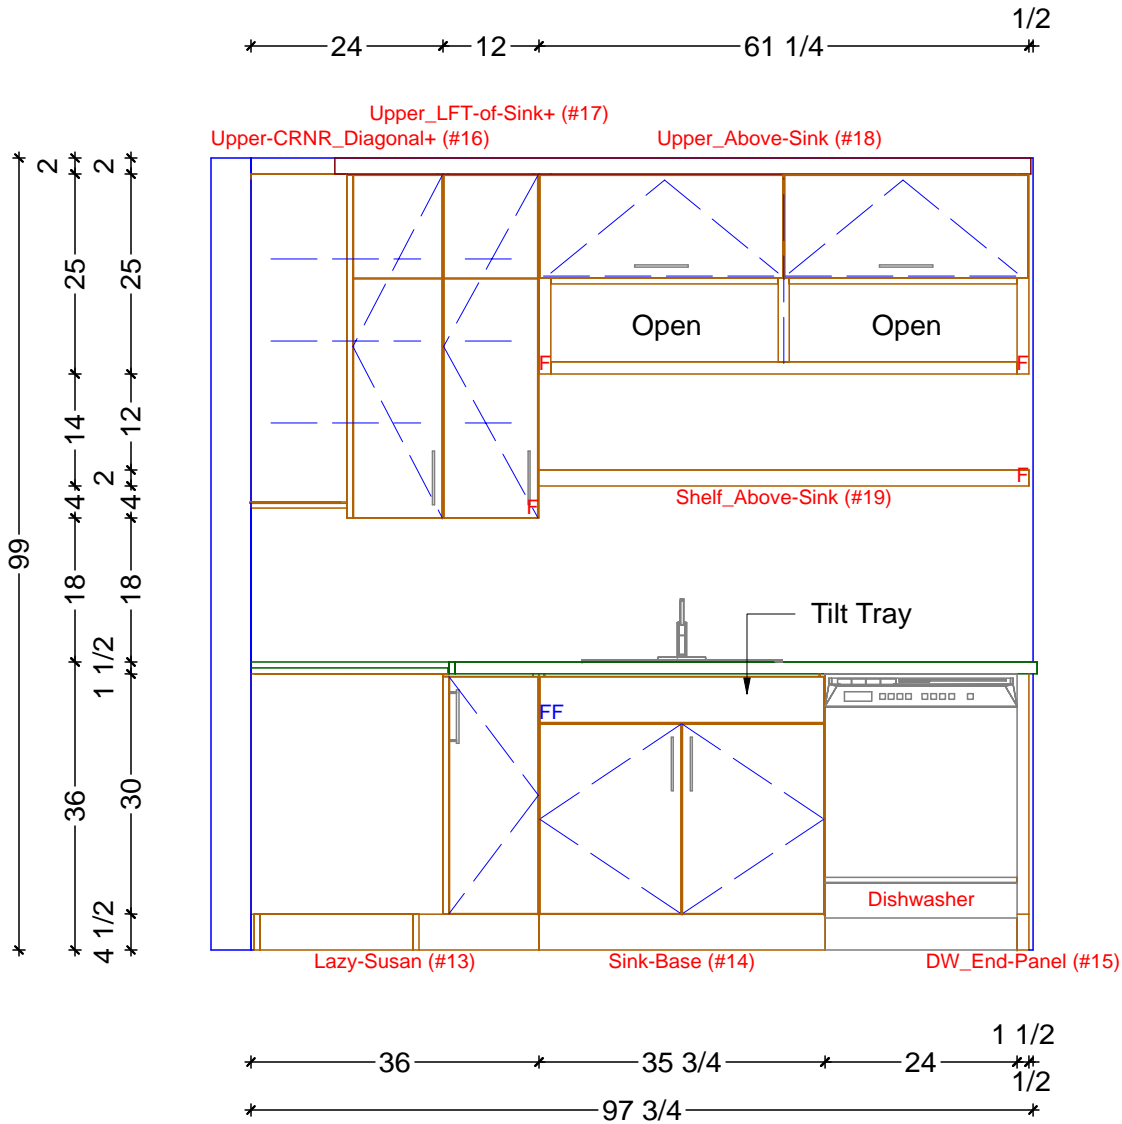 1/2
24 12 61 1/4
Upper_LFT-of-Sink+ (#17)
Upper-CRNR_Diagonal+ (#16) Upper_Above-Sink (#18)
2 2
25 25
Open Open
F F
14 12
F
2
Shelf_Above-Sink (#19)
4 4
F
99
18 18
Tilt Tray
1 1/2
FF
36 30
Dishwasher
4 1/2
Lazy-Susan (#13) Sink-Base (#14) DW_End-Panel (#15)
1 1/2
36 35 3/4 24
1/2
97 3/4